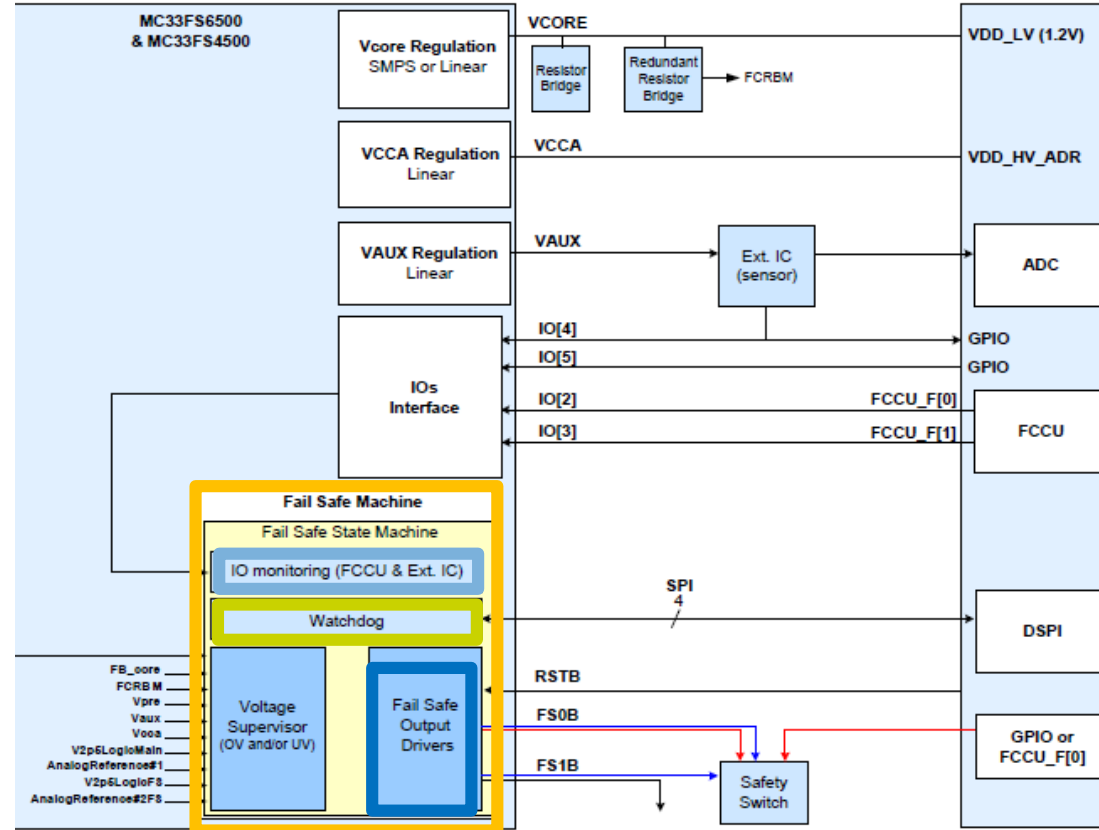 MC33FS6500
& MC33FS4500
Vcore Regulation
SMPS or Linear
VCORE
Resistor
Bridge
Redundant
Resistor
Bridge
FCRBM
VDD_LV (1.2V)
VCCA Regulation
Linear
VCCA
VDD_HV_ADR
VAUX Regulation
Linear
VAUX
Ext. IC
(sensor)
ADC
IOs
Interface
IO[4]
GPIO
IO[5]
GPIO
IO[2]
FCCU_F[0]
IO[3]
FCCU_F[1]
FCCU
Fail Safe Machine
Fail Safe State Machine
IO monitoring (FCCU & Ext. IC)
Watchdog
SPI
4
DSPI
FB_core
FCRBM
Vpre
Vaux
Vcca
V2p5LogicMain
AnalogReference#1
V2p5LogicFS
AnalogReference#2FS
Voltage
Supervisor
(OV and/or UV)
Fail Safe
Output
Drivers
RSTB
FS0B
FS1B
Safety
Switch
GPIO or
FCCU_F[0]